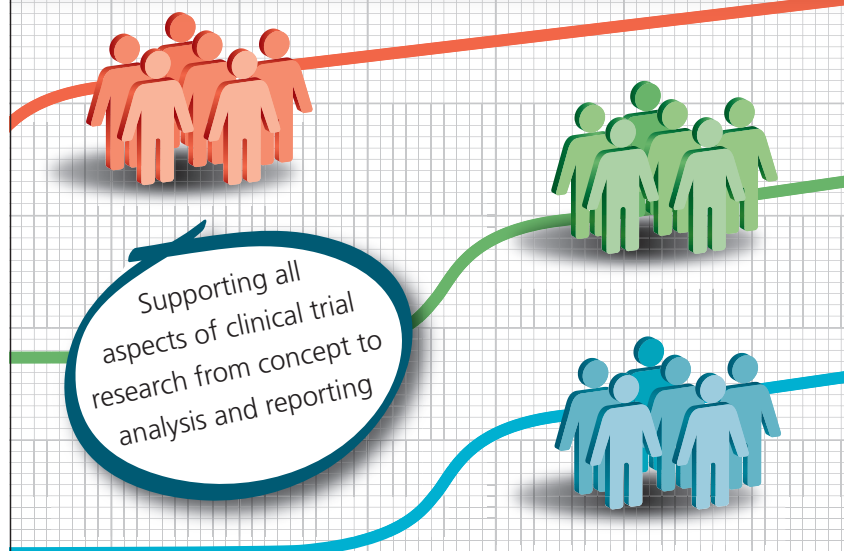 Supporting all
aspects of clinical trial
research from concept to
analysis and reporting